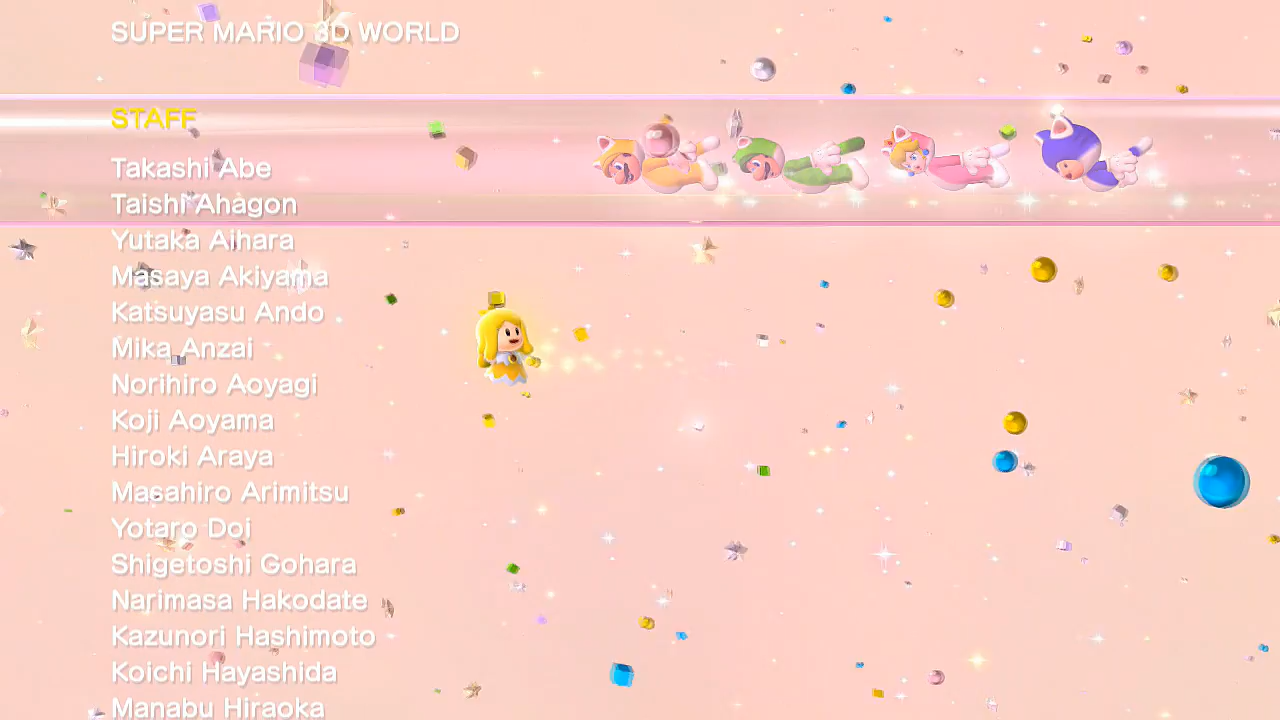 SUPER MARIO 3D WORLD
STAFF
Takashi Abe
Taishi Ahagon
Yutaka Aihara
Masaya Akiyama
Katsuyasu Ando
Mika Anzai
Norihiro Aoyagi
Koji Aoyama
Hiroki Araya
Masahiro Arimitsu
Yotaro Doi
Shigetoshi Gohara
Narimasa Hakodate
Kazunori Hashimoto
Koichi Hayashida
Manabu Hiraoka